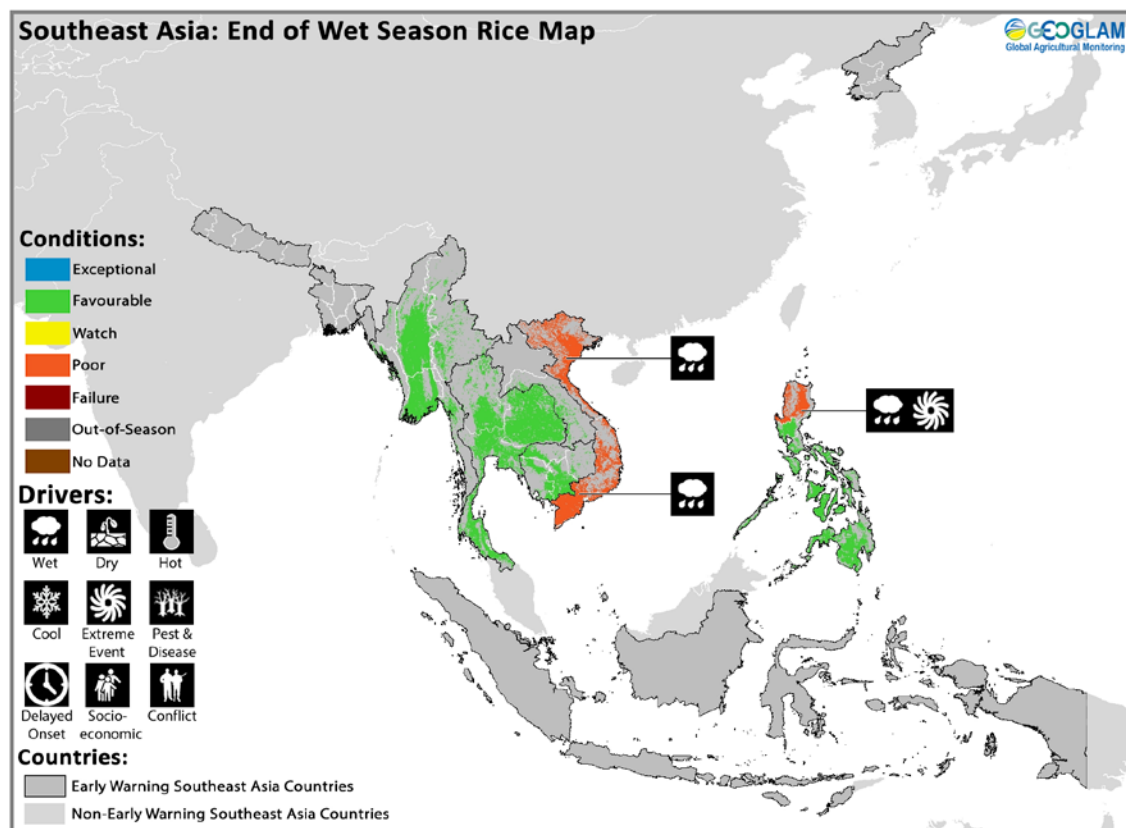 Southeast Asia: End of Wet Season Rice Map
GEOGLAM
Global Agricultural Monitoring
Conditions:
Exceptional
Favourable
Watch
Poor
Failure
Out-of-Season
No Data
Drivers:
Wet
Dry
Hot
Cool
Extreme
Event
Pest &
Disease
Delayed
Onset
Socio-
economic
Conflict
Countries:
Early Warning Southeast Asia Countries
Non-Early Warning Southeast Asia Countries